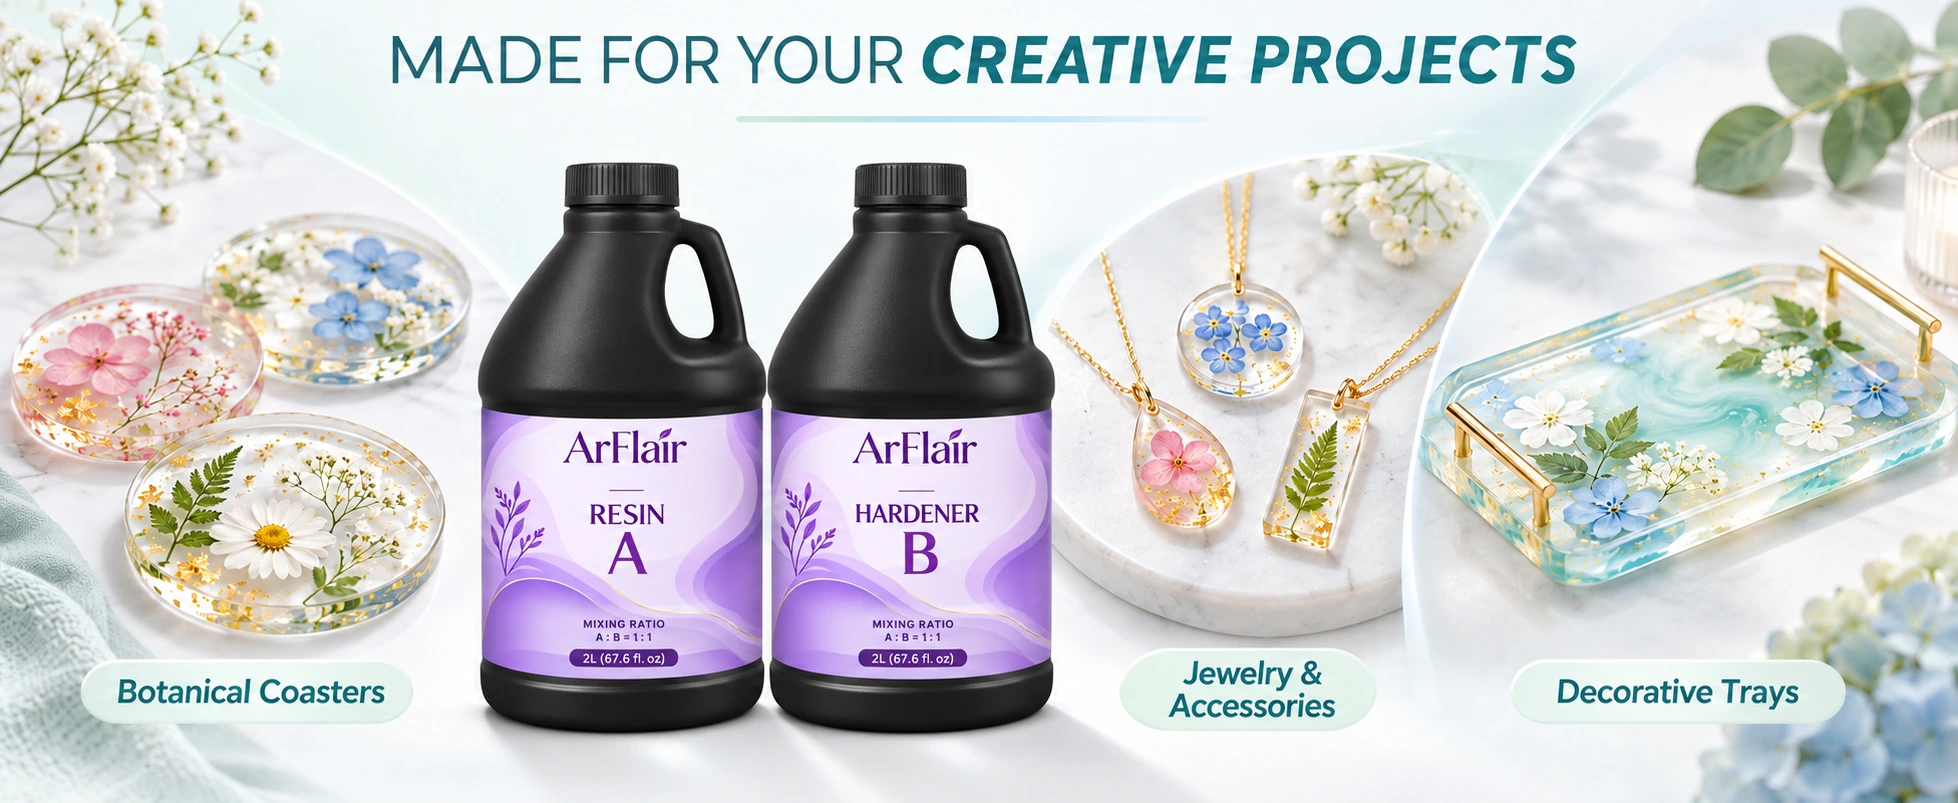 MADE FOR YOUR CREATIVE PROJECTS
ArFlair
RESIN
A
MIXING RATIO
A : B = 1 : 1
2L (67.6 fl. oz)
ArFlair
HARDENER
B
MIXING RATIO
A : B = 1 : 1
2L (67.6 fl. oz)
Botanical Coasters
Jewelry &
Accessories
Decorative Trays